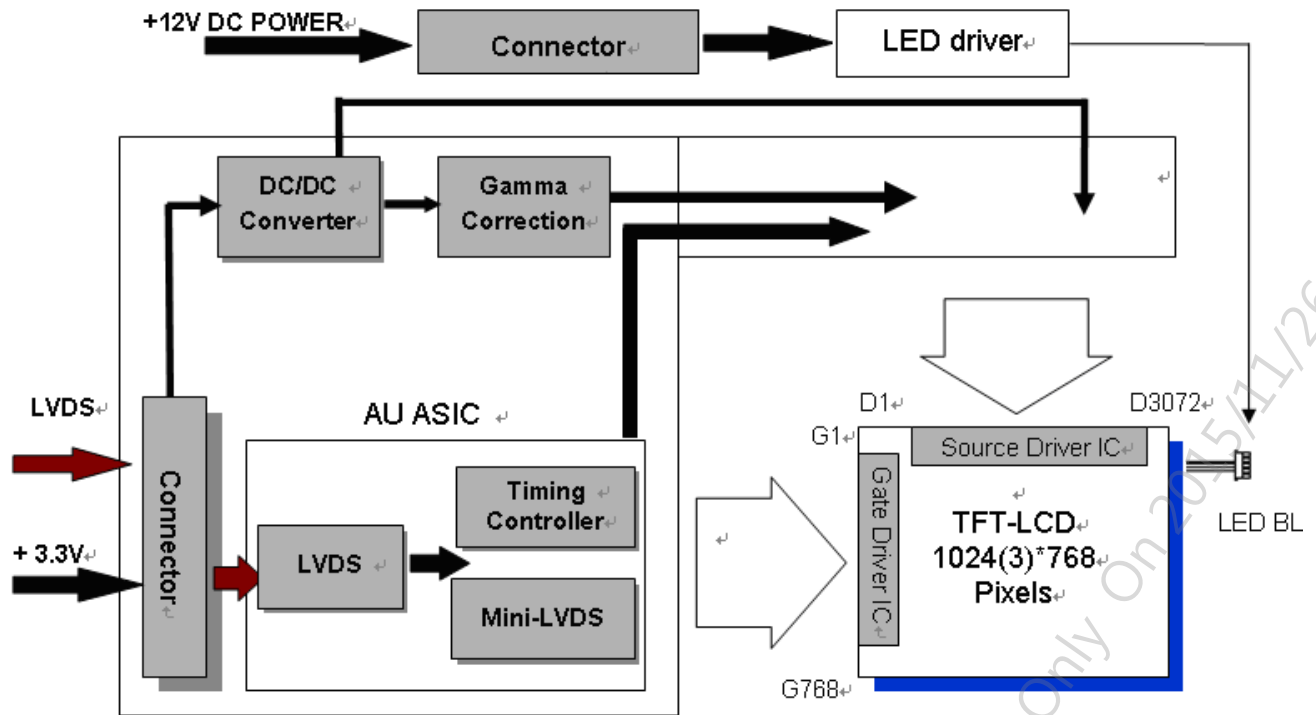 +12V DC POWER
Connector
LED driver
DC/DC
Converter
Gamma
Correction
LVDS
+ 3.3V
Connector
AU ASIC
LVDS
Timing
Controller
Mini-LVDS
D1
D3072
G1
G768
Source Driver IC
Gate Driver IC
TFT-LCD
1024(3)*768
Pixels
LED BL
Only On 2015/11/26